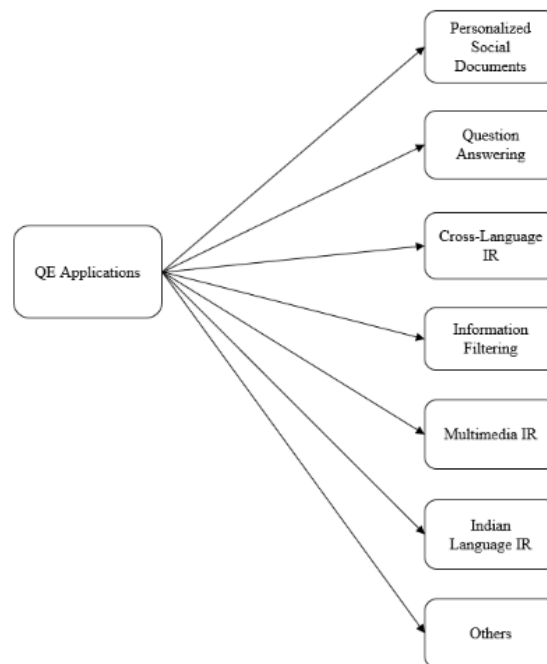 Personalized
Social
Documents
Question
Answering
Cross-Language
IR
QE Applications
Information
Filtering
Multimedia IR
Indian
Language IR
Others